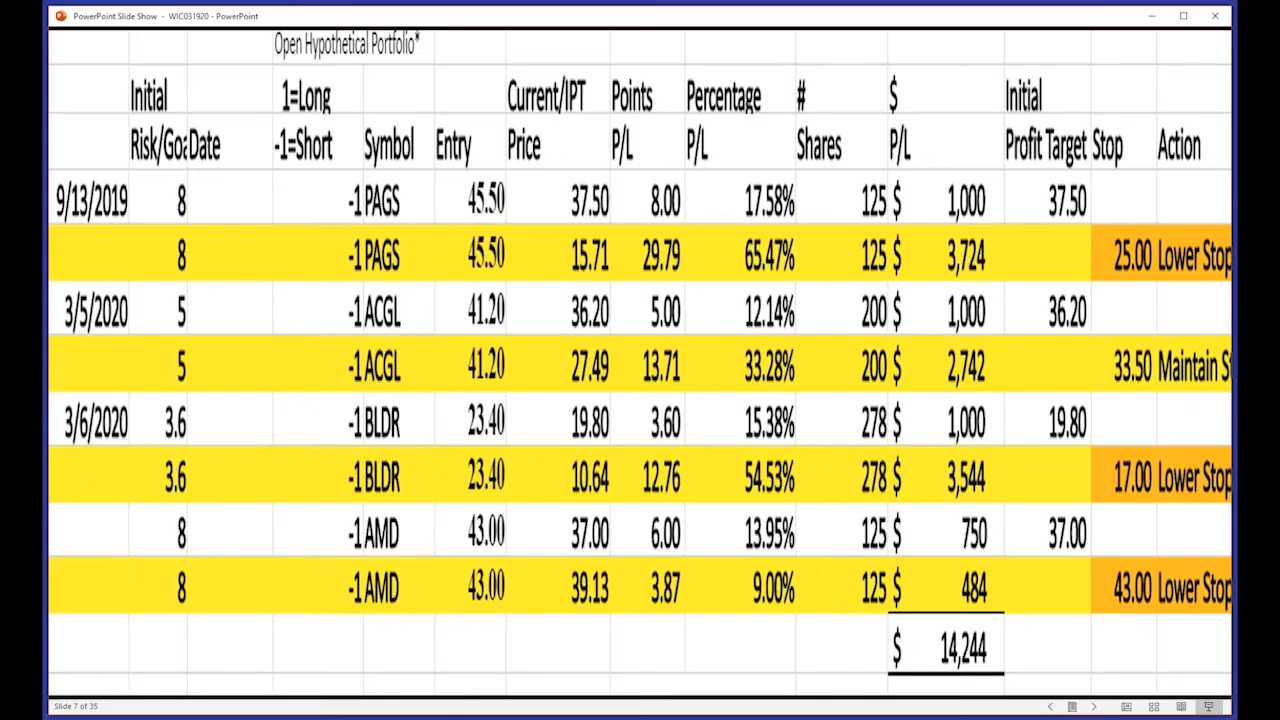 PowerPoint Slide Show - WIC031920 - PowerPoint
Open Hypothetical Portfolio*
Initial 1=Long Current/IPT Points Percentage # $ Initial
Risk/Goa Date -1=Short Symbol Entry Price P/L P/L Shares P/L Profit Target Stop Action
9/13/2019 8 -1 PAGS 45.50 37.50 8.00 17.58% 125 $ 1,000 37.50
8 -1 PAGS 45.50 15.71 29.79 65.47% 125 $ 3,724 25.00 Lower Stop
3/5/2020 5 -1 ACGL 41.20 36.20 5.00 12.14% 200 $ 1,000 36.20
5 -1 ACGL 41.20 27.49 13.71 33.28% 200 $ 2,742 33.50 Maintain S
3/6/2020 3.6 -1 BLDR 23.40 19.80 3.60 15.38% 278 $ 1,000 19.80
3.6 -1 BLDR 23.40 10.64 12.76 54.53% 278 $ 3,544 17.00 Lower Stop
8 -1 AMD 43.00 37.00 6.00 13.95% 125 $ 750 37.00
8 -1 AMD 43.00 39.13 3.87 9.00% 125 $ 484 43.00 Lower Stop
$ 14,244
Slide 7 of 35